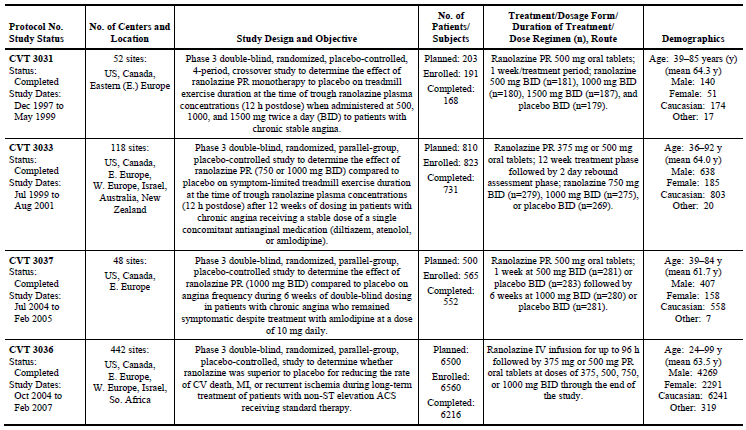 Protocol No.
Study Status
No. of Centers and
Location
Study Design and Objective
No. of
Patients/
Subjects
Treatment/Dosage Form/
Duration of Treatment/
Dose Regimen (n), Route
Demographics
CVT 3031
Status:
Completed
Study Dates:
Dec 1997 to
May 1999
52 sites:
US, Canada,
Eastern (E.) Europe
Phase 3 double-blind, randomized, placebo-controlled,
4-period, crossover study to determine the effect of
ranolazine PR monotherapy to placebo on treadmill
exercise duration at the time of trough ranolazine plasma
concentrations (12 h postdose) when administered at 500,
1000, and 1500 mg twice a day (BID) to patients with
chronic stable angina.
Planned: 203
Enrolled: 191
Completed:
168
Ranolazine PR 500 mg oral tablets;
1 week/treatment period; ranolazine
500 mg BID (n=181), 1000 mg BID
(n=180), 1500 mg BID (n=187), and
placebo BID (n=179).
Age: 39–85 years (y)
(mean 64.3 y)
Male: 140
Female: 51
Caucasian: 174
Other: 17
CVT 3033
Status:
Completed
Study Dates:
Jul 1999 to
Aug 2001
118 sites:
US, Canada,
E. Europe,
W. Europe, Israel,
Australia, New
Zealand
Phase 3 double-blind, randomized, parallel-group,
placebo-controlled study to determine the effect of
ranolazine PR (750 or 1000 mg BID) compared to
placebo on symptom-limited treadmill exercise duration
at the time of trough ranolazine plasma concentrations
(12 h postdose) after 12 weeks of dosing in patients with
chronic angina receiving a stable dose of a single
concomitant antianginal medication (diltiazem, atenolol,
or amlodipine).
Planned: 810
Enrolled: 823
Completed:
731
Ranolazine PR 375 mg or 500 mg
oral tablets; 12 week treatment phase
followed by 2 day rebound
assessment phase; ranolazine 750 mg
BID (n=279), 1000 mg BID (n=275),
or placebo BID (n=269).
Age: 36–92 y
(mean 64.0 y)
Male: 638
Female: 185
Caucasian: 803
Other: 20
CVT 3037
Status:
Completed
Study Dates:
Jul 2004 to
Feb 2005
48 sites:
US, Canada,
E. Europe
Phase 3 double-blind, randomized, parallel-group,
placebo-controlled study to determine the effect of
ranolazine PR (1000 mg BID) compared to placebo on
angina frequency during 6 weeks of double-blind dosing
in patients with chronic angina who remained
symptomatic despite treatment with amlodipine at a dose
of 10 mg daily.
Planned: 500
Enrolled: 565
Completed:
552
Ranolazine PR 500 mg oral tablets;
1 week at 500 mg BID (n=281) or
placebo BID (n=283) followed by
6 weeks at 1000 mg BID (n=280) or
placebo BID (n=281).
Age: 39–84 y
(mean 61.7 y)
Male: 407
Female: 158
Caucasian: 558
Other: 7
CVT 3036
Status:
Completed
Study Dates:
Oct 2004 to
Feb 2007
442 sites:
US, Canada,
E. Europe,
W. Europe, Israel,
So. Africa
Phase 3 double-blind, randomized, parallel-group,
placebo-controlled, study to determine whether
ranolazine was superior to placebo for reducing the rate
of CV death, MI, or recurrent ischemia during long-term
treatment of patients with non-ST elevation ACS
receiving standard therapy.
Planned:
6500
Enrolled:
6560
Completed:
6216
Ranolazine IV infusion for up to 96 h
followed by 375 mg or 500 mg PR
oral tablets at doses of 375, 500, 750,
or 1000 mg BID through the end of
the study.
Age: 24–99 y
(mean 63.5 y)
Male: 4269
Female: 2291
Caucasian: 6241
Other: 319